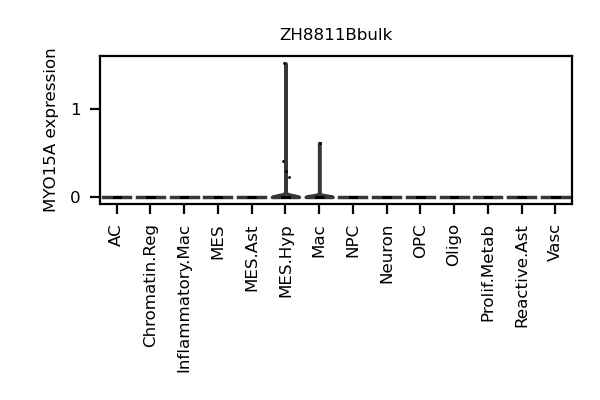 ZH8811Bbulk
MYO15A expression
1
0
AC
Chromatin.Reg
Inflammatory.Mac
MES
MES.Ast
MES.Hyp
Mac
NPC
Neuron
OPC
Oligo
Prolif.Metab
Reactive.Ast
Vasc